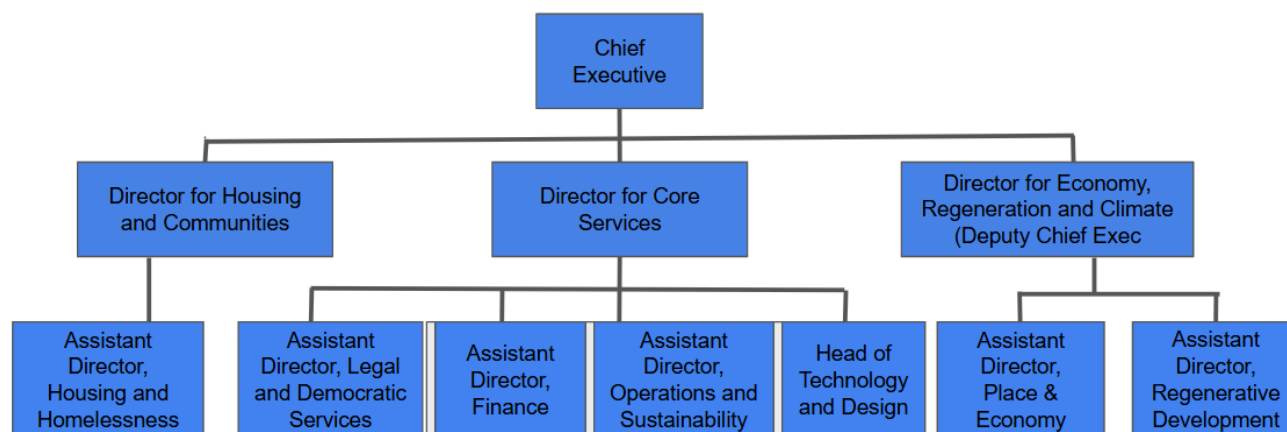 Chief
Executive
Director for Housing
and Communities
Director for Core
Services
Director for Economy,
Regeneration and Climate
(Deputy Chief Exec
Assistant
Director,
Housing and
Homelessness
Assistant
Director, Legal
and Democratic
Services
Assistant
Director,
Finance
Assistant
Director,
Operations and
Sustainability
Head of
Technology
and Design
Assistant
Director,
Place &
Economy
Assistant
Director,
Regenerative
Development